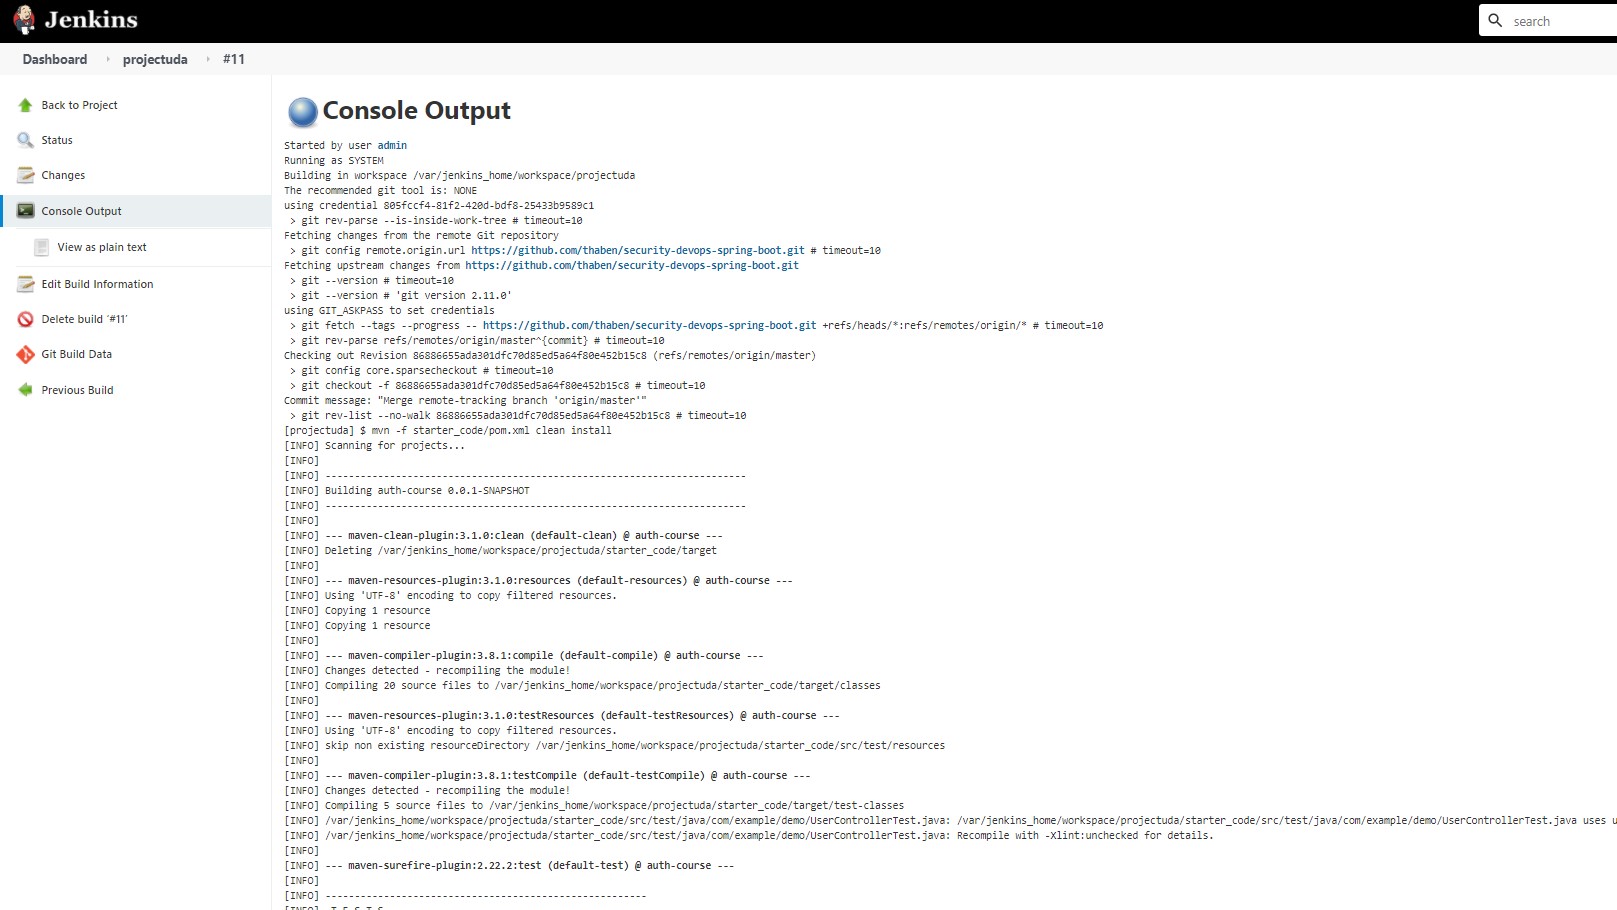 Jenkins
search
Dashboard
projectuda
#11
Back to Project
Status
Changes
Console Output
View as plain text
Edit Build Information
Delete build '#11'
Git Build Data
Previous Build
Console Output
Started by user admin
Running as SYSTEM
Building in workspace /var/jenkins_home/workspace/projectuda
The recommended git tool is: NONE
using credential 805fccf4-81f2-420d-bdf8-25433b9589c1
> git rev-parse --is-inside-work-tree # timeout=10
Fetching changes from the remote Git repository
> git config remote.origin.url https://github.com/thaben/security-devops-spring-boot.git # timeout=10
Fetching upstream changes from https://github.com/thaben/security-devops-spring-boot.git
> git --version # timeout=10
> git --version # 'git version 2.11.0'
using GIT_ASKPASS to set credentials
> git fetch --tags --progress -- https://github.com/thaben/security-devops-spring-boot.git +refs/heads/*:refs/remotes/origin/* # timeout=10
> git rev-parse refs/remotes/origin/master^{commit} # timeout=10
Checking out Revision 86886655ada301dfc70d85ed5a64f80e452b15c8 (refs/remotes/origin/master)
> git config core.sparsecheckout # timeout=10
> git checkout -f 86886655ada301dfc70d85ed5a64f80e452b15c8 # timeout=10
Commit message: "Merge remote-tracking branch 'origin/master'"
> git rev-list --no-walk 86886655ada301dfc70d85ed5a64f80e452b15c8 # timeout=10
[projectuda] $ mvn -f starter_code/pom.xml clean install
[INFO] Scanning for projects...
[INFO]
[INFO] ------------------------------------------------------------------------
[INFO] Building auth-course 0.0.1-SNAPSHOT
[INFO] ------------------------------------------------------------------------
[INFO]
[INFO] --- maven-clean-plugin:3.1.0:clean (default-clean) @ auth-course ---
[INFO] Deleting /var/jenkins_home/workspace/projectuda/starter_code/target
[INFO]
[INFO] --- maven-resources-plugin:3.1.0:resources (default-resources) @ auth-course ---
[INFO] Using 'UTF-8' encoding to copy filtered resources.
[INFO] Copying 1 resource
[INFO] Copying 1 resource
[INFO]
[INFO] --- maven-compiler-plugin:3.8.1:compile (default-compile) @ auth-course ---
[INFO] Changes detected - recompiling the module!
[INFO] Compiling 20 source files to /var/jenkins_home/workspace/projectuda/starter_code/target/classes
[INFO]
[INFO] --- maven-resources-plugin:3.1.0:testResources (default-testResources) @ auth-course ---
[INFO] Using 'UTF-8' encoding to copy filtered resources.
[INFO] skip non existing resourceDirectory /var/jenkins_home/workspace/projectuda/starter_code/src/test/resources
[INFO]
[INFO] --- maven-compiler-plugin:3.8.1:testCompile (default-testCompile) @ auth-course ---
[INFO] Changes detected - recompiling the module!
[INFO] Compiling 5 source files to /var/jenkins_home/workspace/projectuda/starter_code/target/test-classes
[INFO] /var/jenkins_home/workspace/projectuda/starter_code/src/test/java/com/example/demo/UserControllerTest.java: /var/jenkins_home/workspace/projectuda/starter_code/src/test/java/com/example/demo/UserControllerTest.java uses
[INFO] /var/jenkins_home/workspace/projectuda/starter_code/src/test/java/com/example/demo/UserControllerTest.java: Recompile with -Xlint:unchecked for details.
[INFO]
[INFO] --- maven-surefire-plugin:2.22.2:test (default-test) @ auth-course ---
[INFO]
[INFO] -------------------------------------------------------
[INFO]  T E S T S